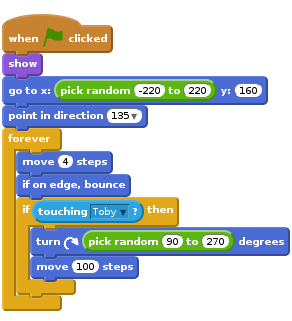 when clicked
show
go to x: pick random -220 to 220 y: 160
point in direction 135
forever
move 4 steps
if on edge, bounce
if touching Toby ? then
turn pick random 90 to 270 degrees
move 100 steps